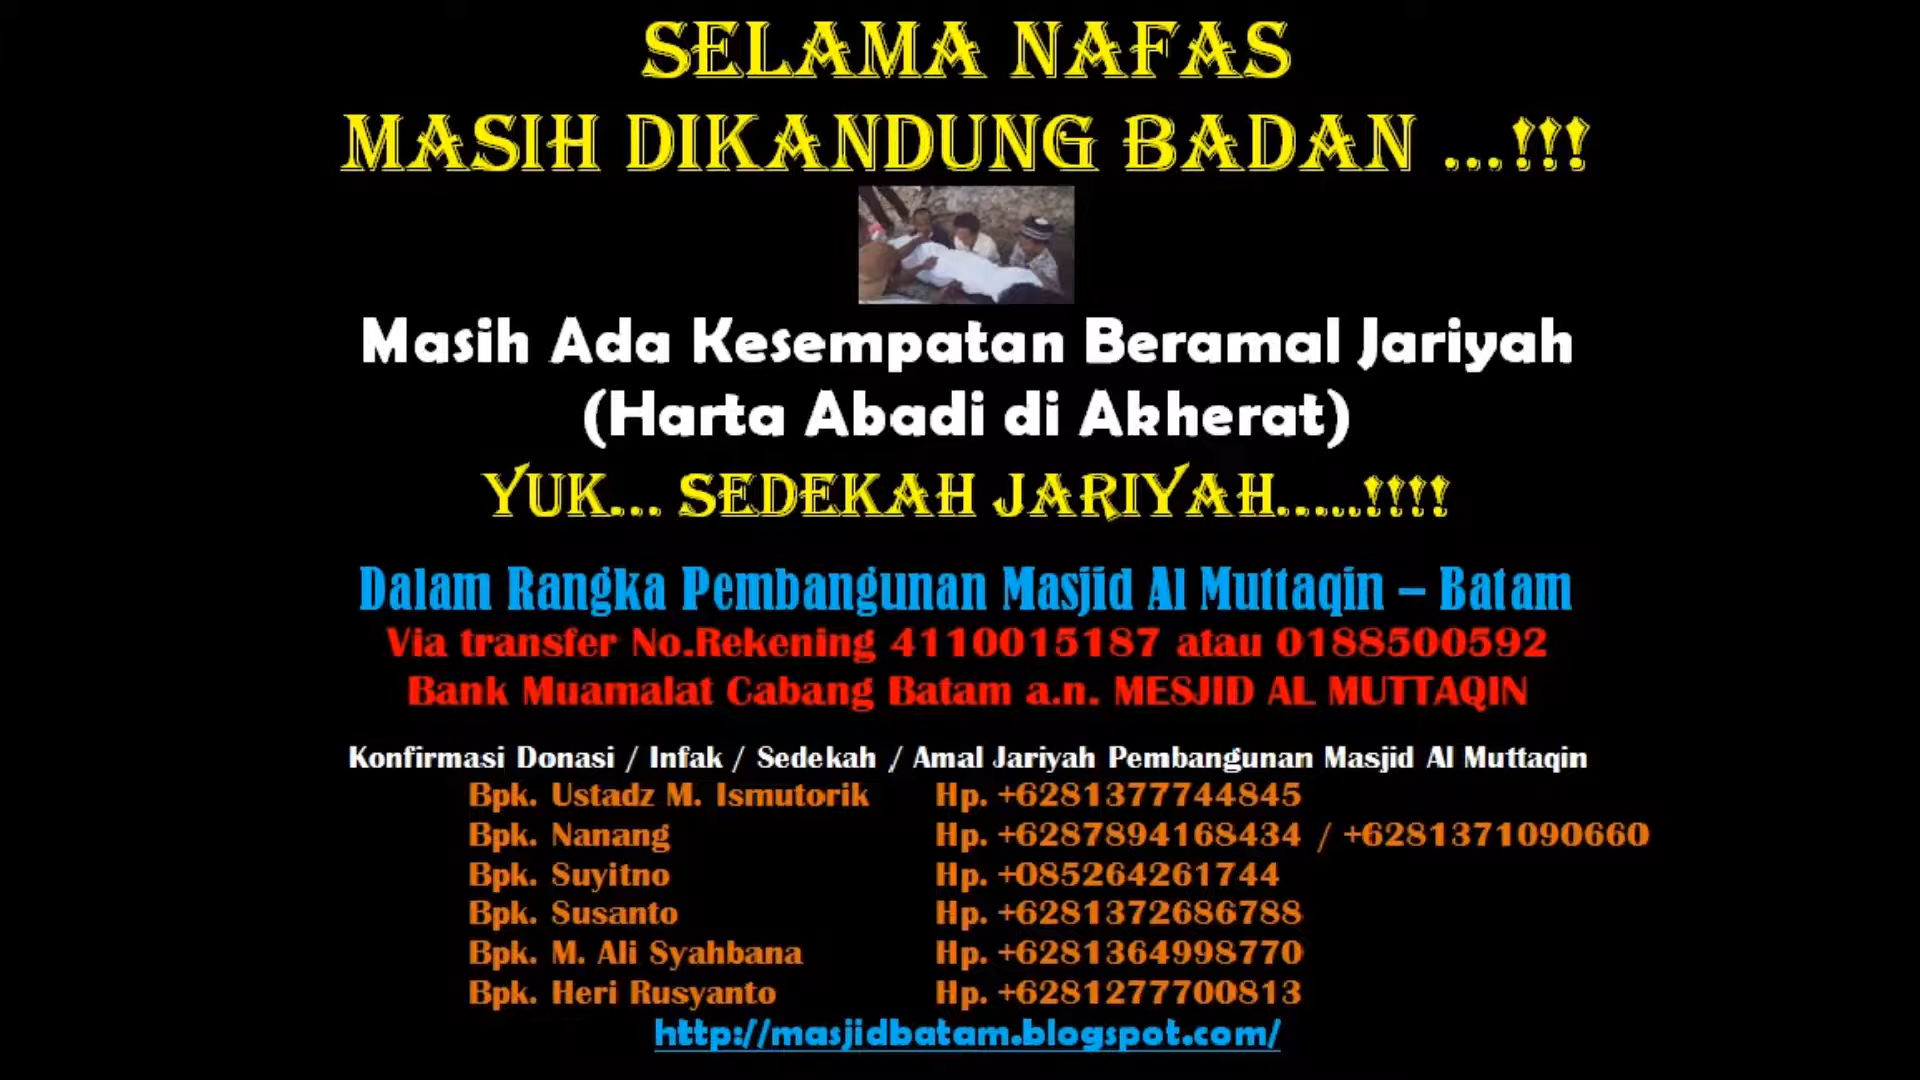 SELAMA NAFAS
MASIH DIKANDUNG BADAN ...!!!
Masih Ada Kesempatan Beramal Jariyah
(Harta Abadi di Akherat)
YUK... SEDEKAH JARIYAH.....!!!!
Dalam Rangka Pembangunan Masjid Al Muttaqin – Batam
Via transfer No.Rekening 4110015187 atau 0188500592
Bank Muamalat Cabang Batam a.n. MESJID AL MUTTAQIN
Konfirmasi Donasi / Infak / Sedekah / Amal Jariyah Pembangunan Masjid Al Muttaqin
Bpk. Ustadz M. Ismutorik Hp. +6281377744845
Bpk. Nanang Hp. +6287894168434 / +6281371090660
Bpk. Suyitno Hp. +085264261744
Bpk. Susanto Hp. +6281372686788
Bpk. M. Ali Syahbana Hp. +6281364998770
Bpk. Heri Rusyanto Hp. +6281277700813
http://masjidbatam.blogspot.com/